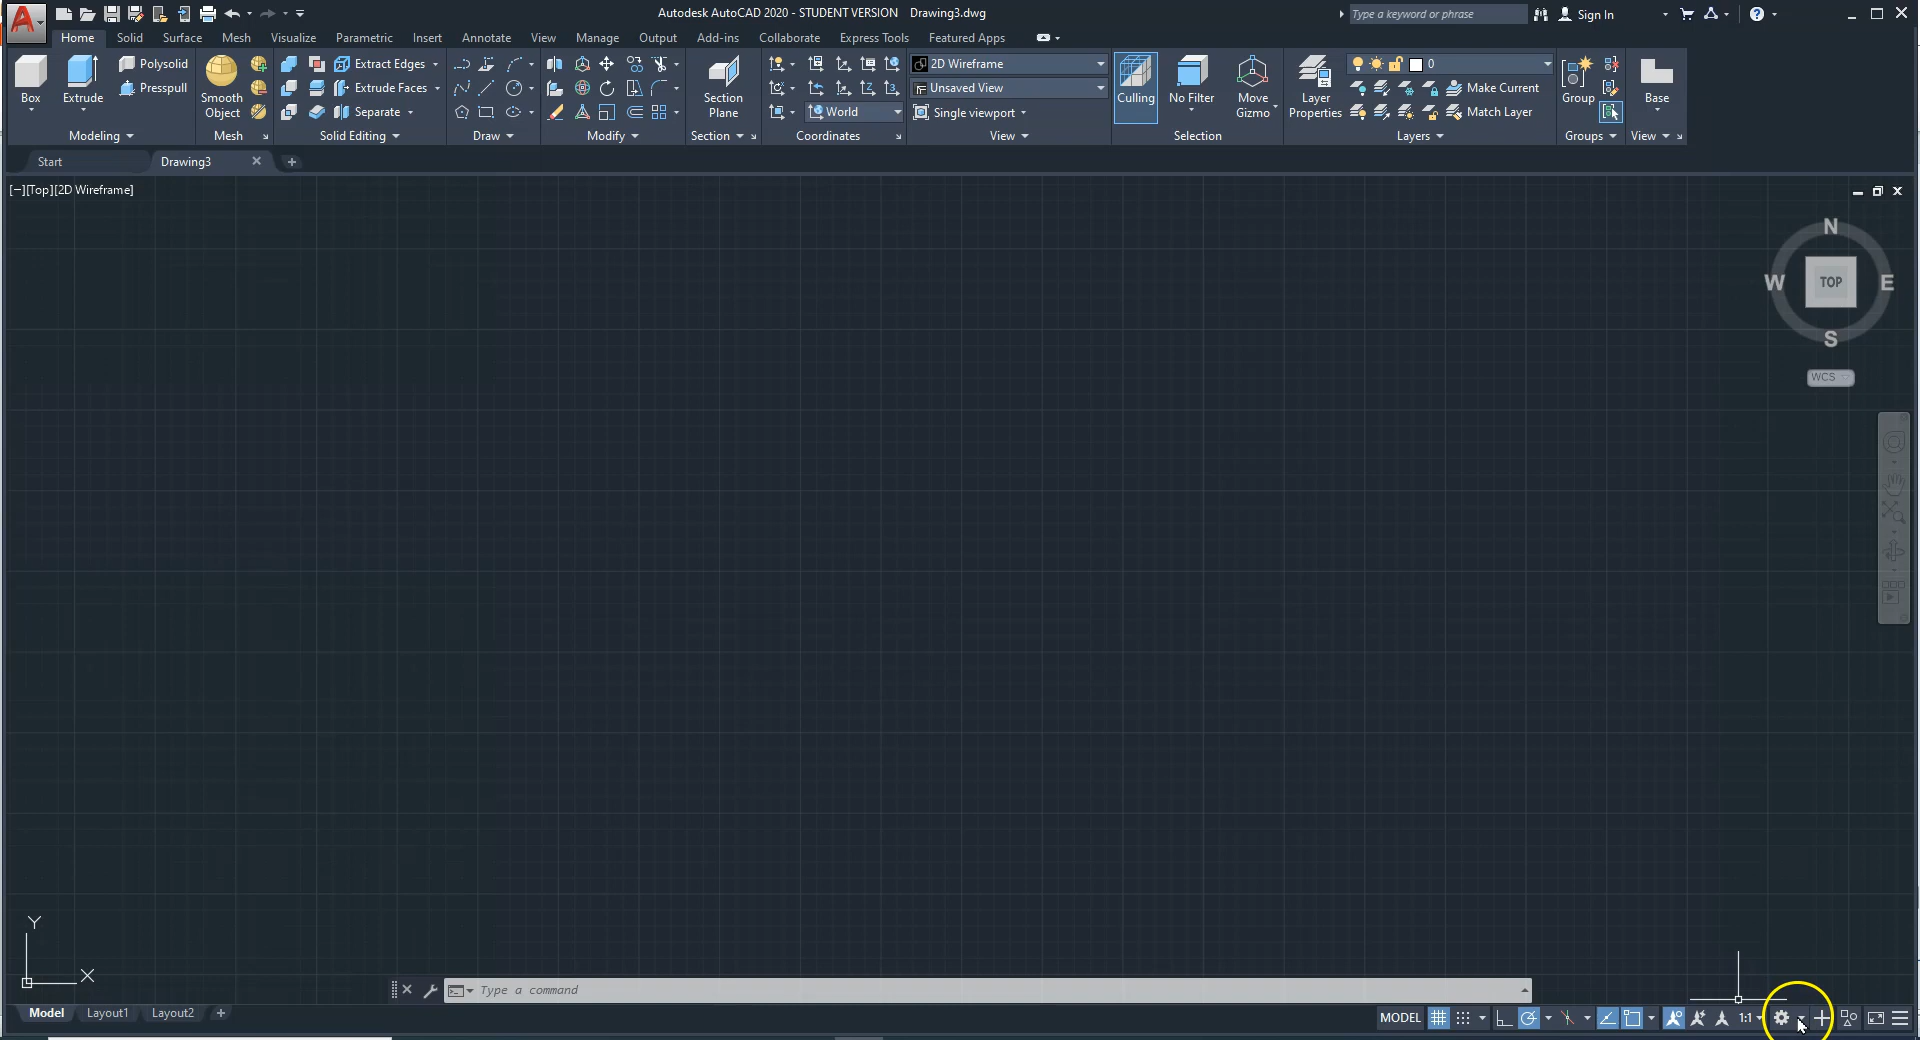 Autodesk AutoCAD 2020 - STUDENT VERSION Drawing3.dwg
Type a keyword or phrase
Sign In
Home Solid Surface Mesh Visualize Parametric Insert Annotate View Manage Output Add-ins Collaborate Express Tools Featured Apps
Polysolid
Extract Edges
2D Wireframe
0
Presspull
Extrude Faces
Unsaved View
Make Current
Box
Extrude
Smooth Object
Separate
Section Plane
World
Single viewport
Culling
No Filter
Move Gizmo
Layer Properties
Match Layer
Group
Base
Modeling
Mesh
Solid Editing
Draw
Modify
Section
Coordinates
View
Selection
Layers
Groups
View
Start
Drawing3
[−][Top][2D Wireframe]
N
W
TOP
E
S
WCS
Y
X
Type a command
Model
Layout1
Layout2
MODEL
1:1